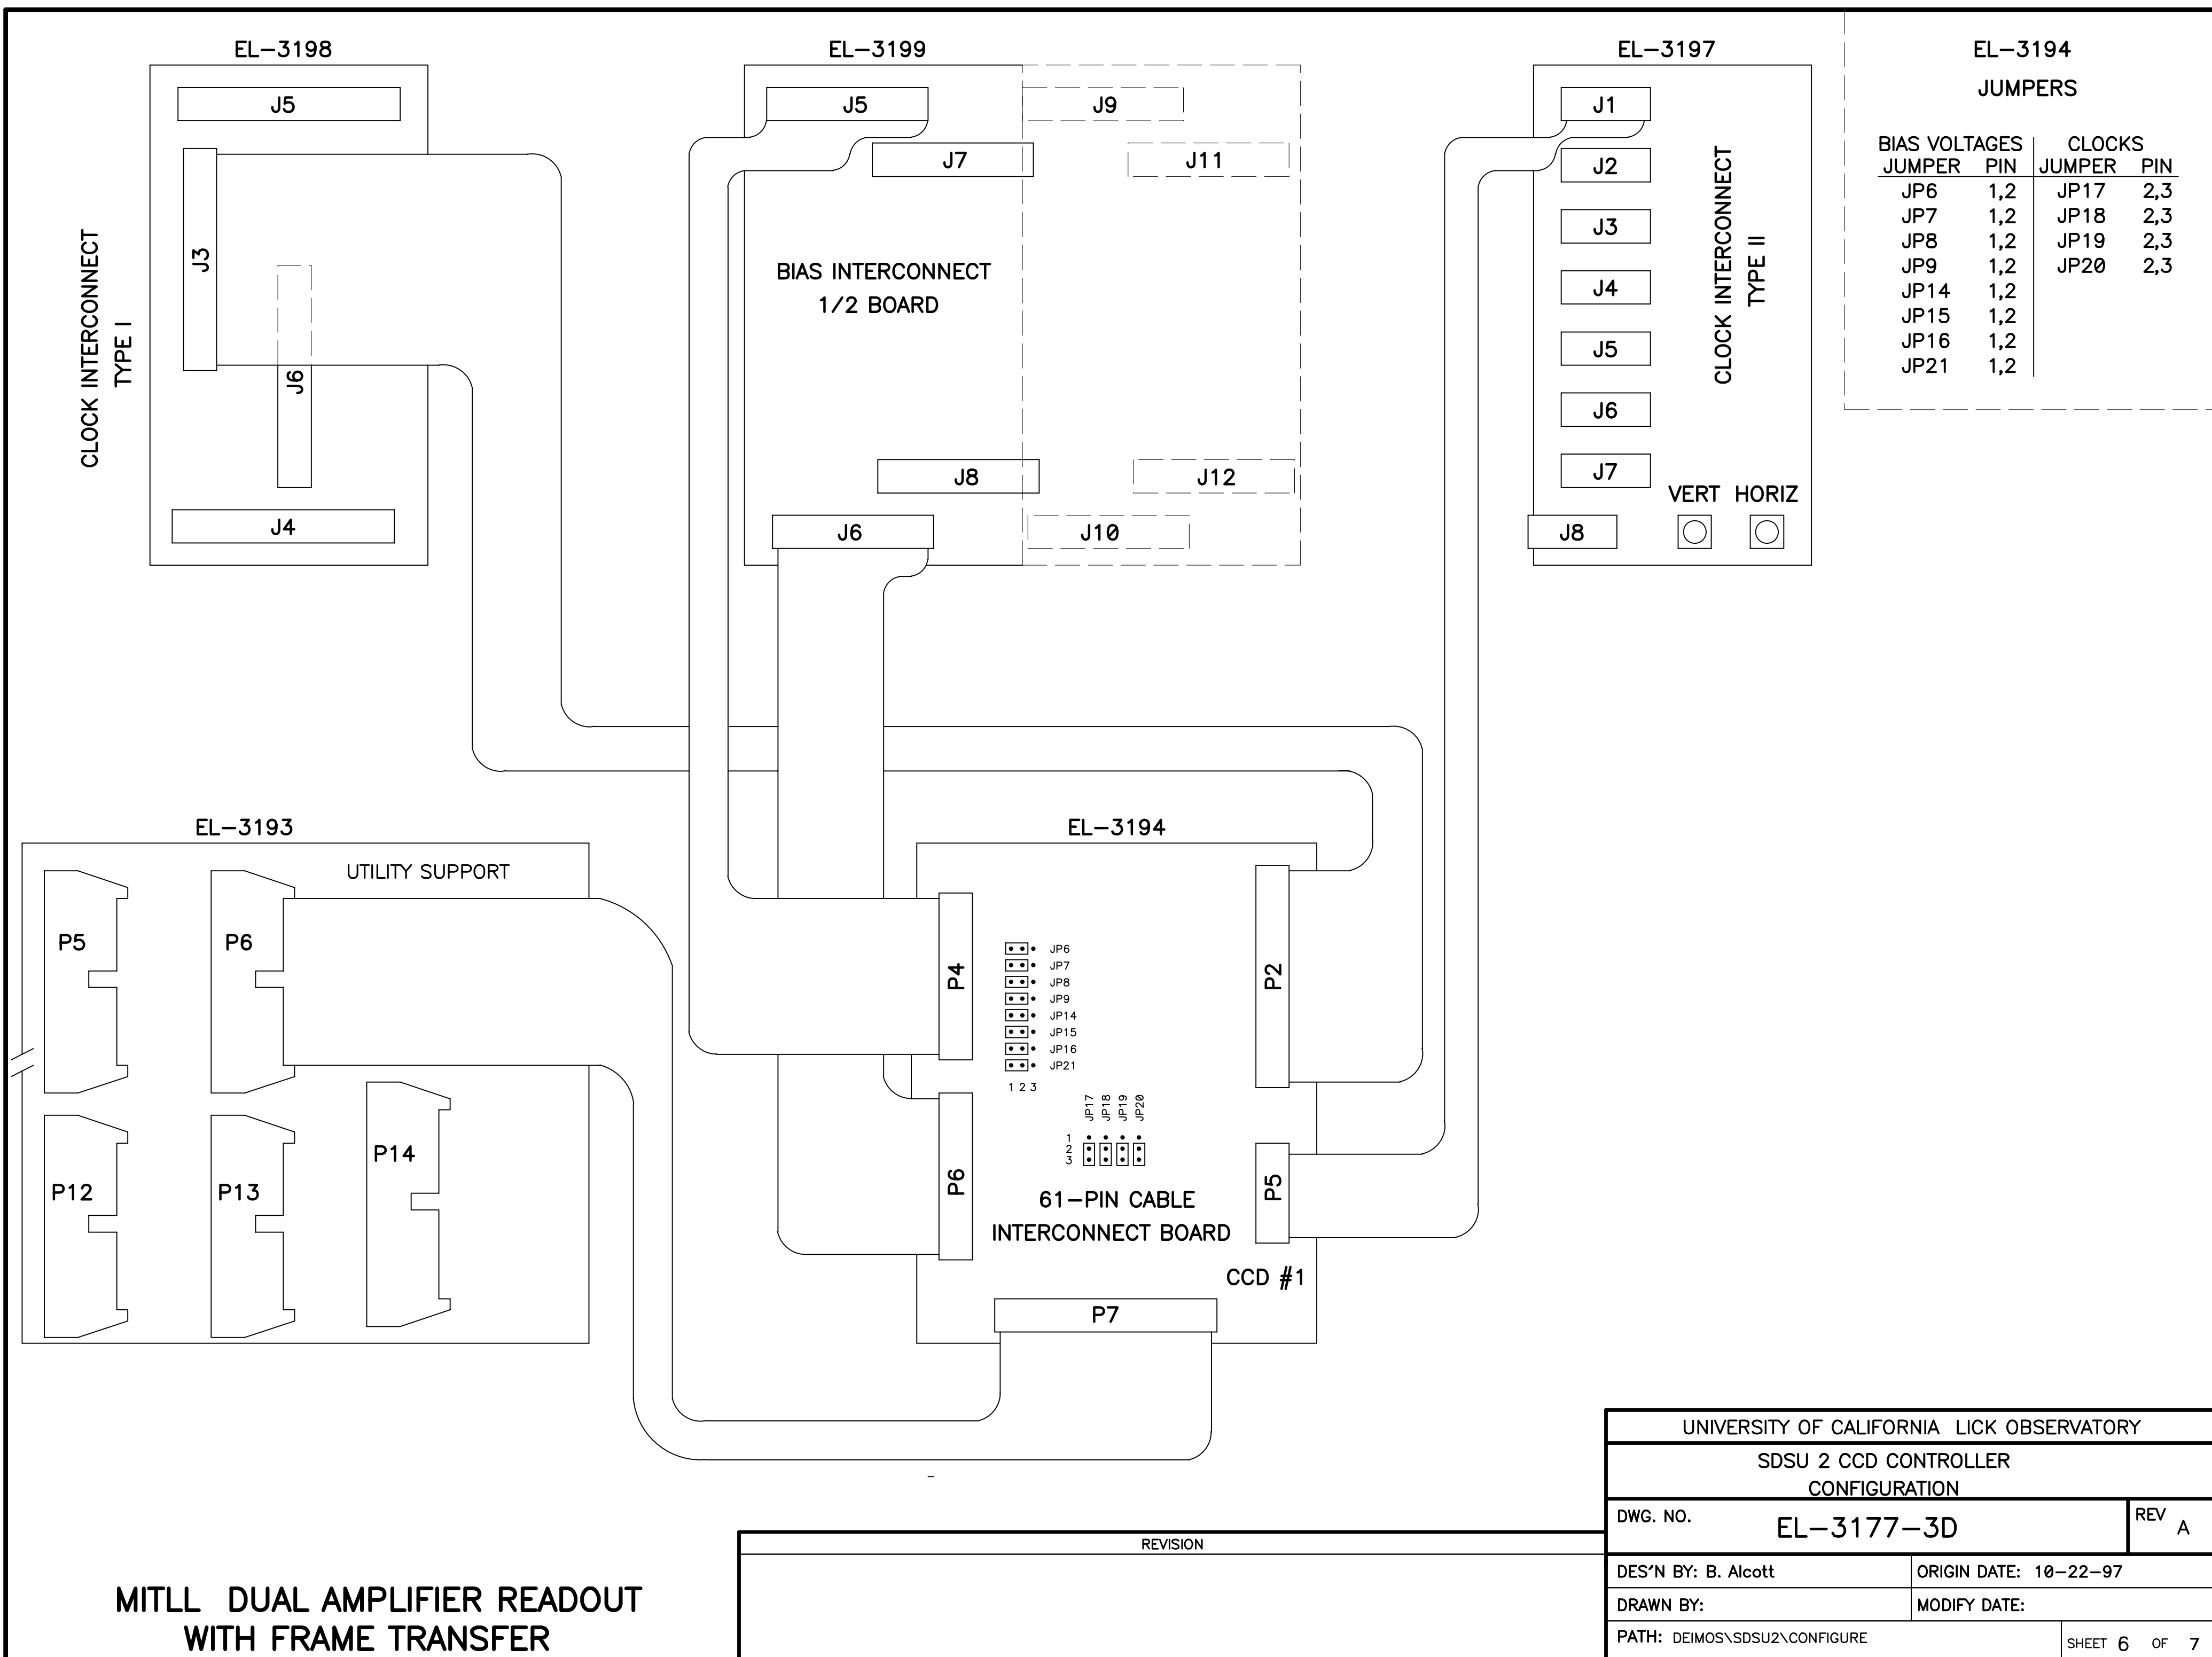 EL-3198
J5
J3
J6
J4
CLOCK INTERCONNECT
TYPE I
EL-3199
J5
J9
J7
J11
BIAS INTERCONNECT
1/2 BOARD
J8
J12
J6
J10
EL-3197
J1
J2
J3
J4
J5
J6
J7
J8
VERT HORIZ
CLOCK INTERCONNECT
TYPE II
EL-3194
JUMPERS
BIAS VOLTAGES CLOCKS
JUMPER PIN JUMPER PIN
JP6 1,2 JP17 2,3
JP7 1,2 JP18 2,3
JP8 1,2 JP19 2,3
JP9 1,2 JP20 2,3
JP14 1,2
JP15 1,2
JP16 1,2
JP21 1,2
EL-3193
UTILITY SUPPORT
P5
P6
P12
P13
P14
EL-3194
P4
P2
JP6
JP7
JP8
JP9
JP14
JP15
JP16
JP21
1 2 3
JP17
JP18
JP19
JP20
1
2
3
P6
P5
61-PIN CABLE
INTERCONNECT BOARD
CCD #1
P7
MITLL DUAL AMPLIFIER READOUT
WITH FRAME TRANSFER
REVISION
UNIVERSITY OF CALIFORNIA LICK OBSERVATORY
SDSU 2 CCD CONTROLLER
CONFIGURATION
DWG. NO. EL-3177-3D REV A
DES'N BY: B. Alcott ORIGIN DATE: 10-22-97
DRAWN BY: MODIFY DATE:
PATH: DEIMOS\SDSU2\CONFIGURE SHEET 6 OF 7